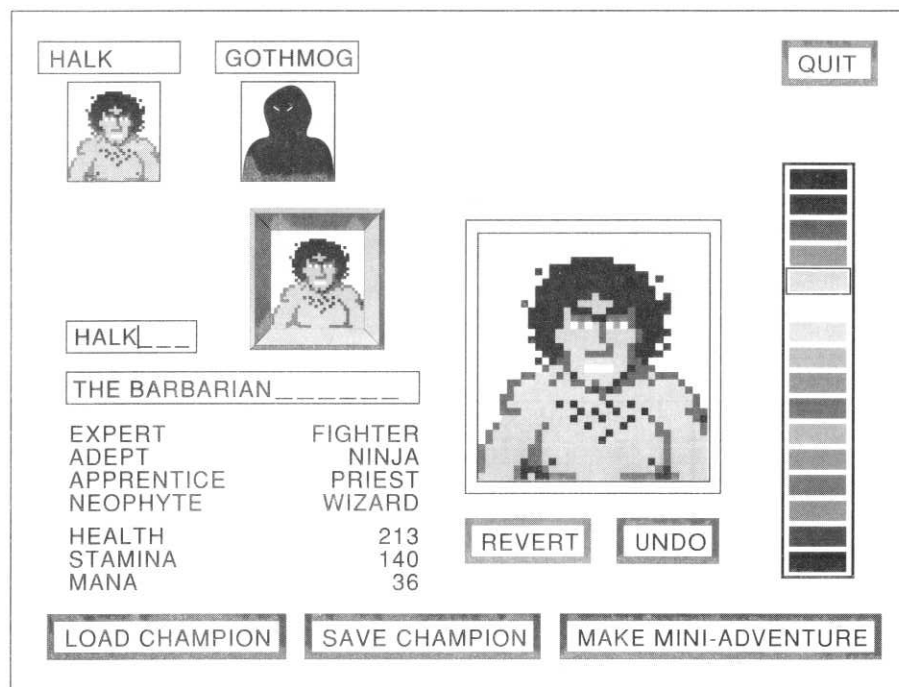 HALK GOTHMOG QUIT
HALK___
THE BARBARIAN______
EXPERT FIGHTER
ADEPT NINJA
APPRENTICE PRIEST
NEOPHYTE WIZARD
HEALTH 213
STAMINA 140
MANA 36
REVERT UNDO
LOAD CHAMPION SAVE CHAMPION MAKE MINI-ADVENTURE